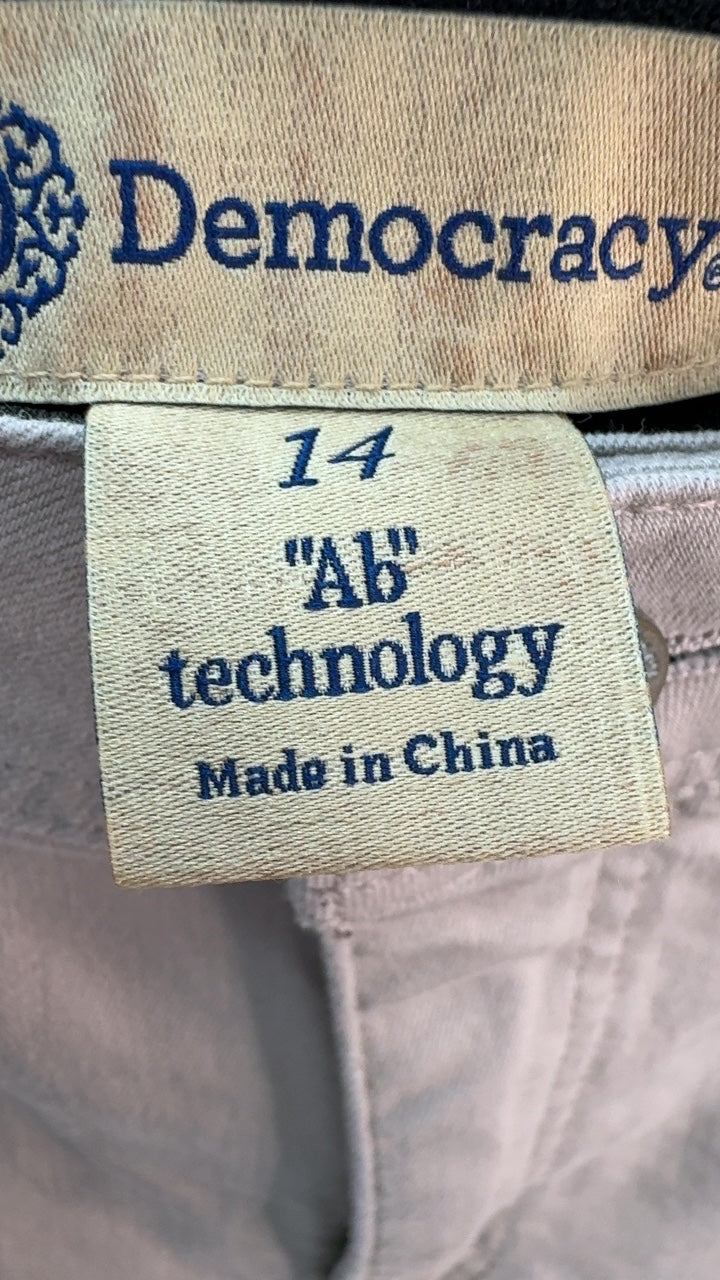 Democracy
14
"Ab"
technology
Made in China